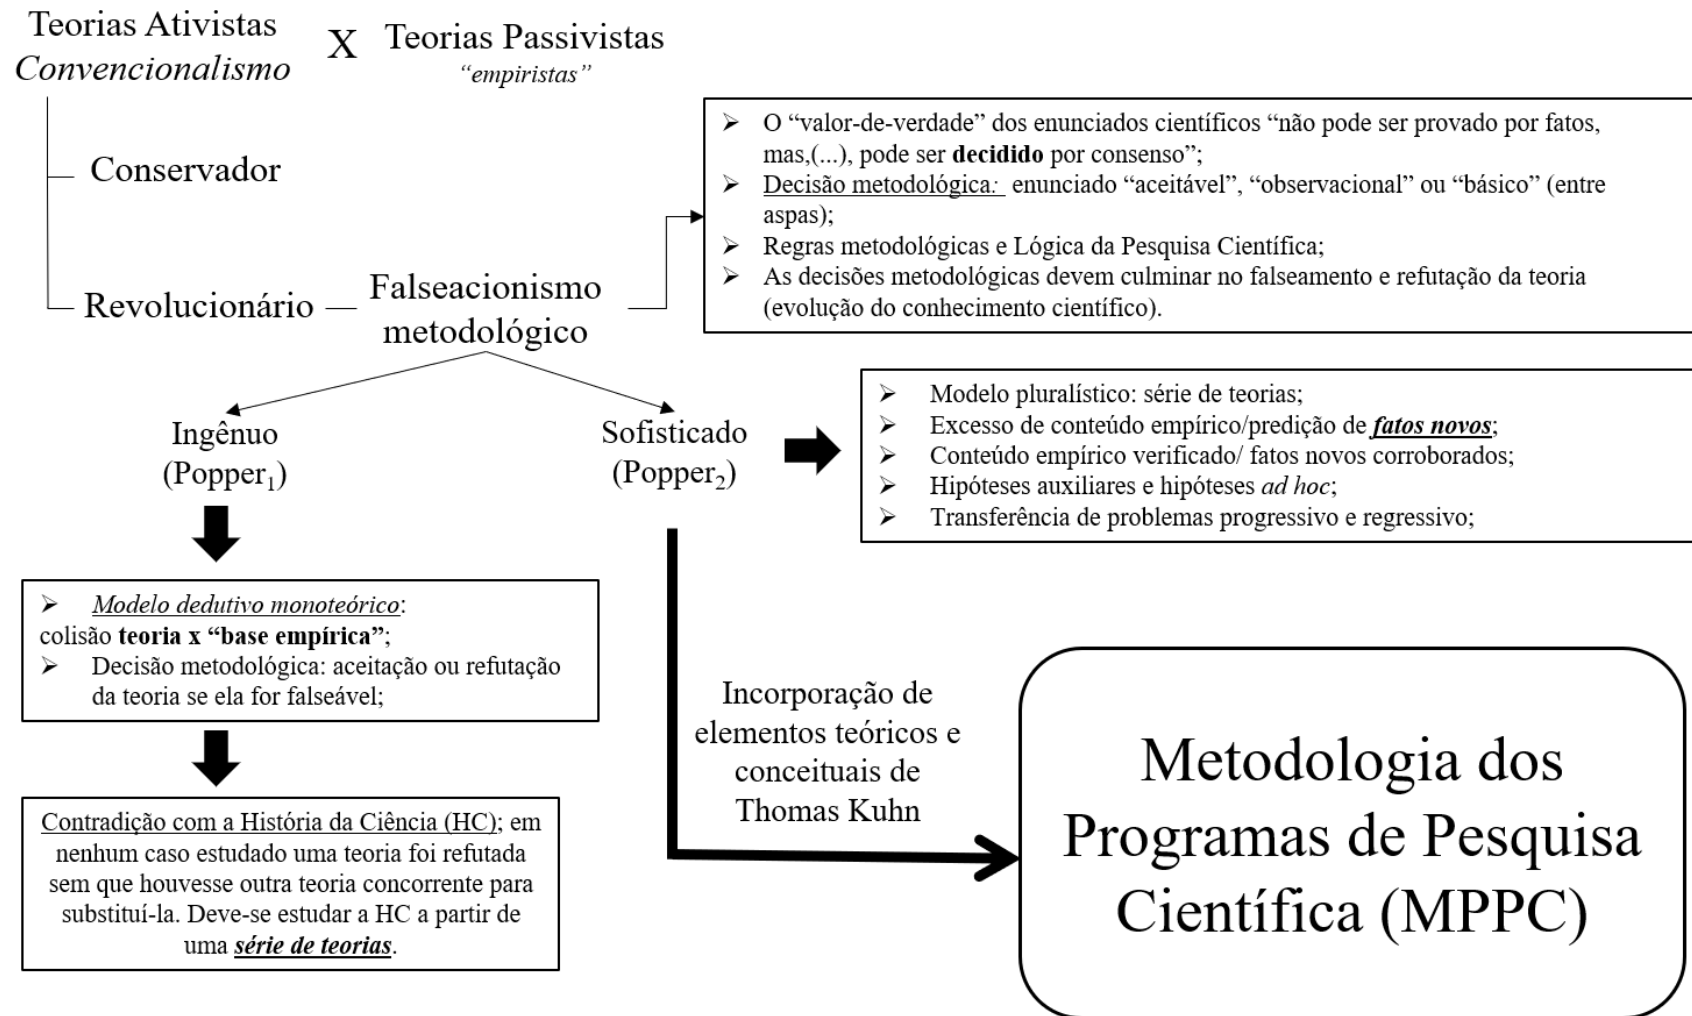 Teorias Ativistas
Convencionalismo
X
Teorias Passivistas
“empiristas”
Conservador
Revolucionário
Falseacionismo
metodológico
➢ O “valor-de-verdade” dos enunciados científicos “não pode ser provado por fatos,
mas,(...), pode ser decidido por consenso”;
➢ Decisão metodológica: enunciado “aceitável”, “observacional” ou “básico” (entre
aspas);
➢ Regras metodológicas e Lógica da Pesquisa Científica;
➢ As decisões metodológicas devem culminar no falseamento e refutação da teoria
(evolução do conhecimento científico).
Ingênuo
(Popper₁)
Sofisticado
(Popper₂)
➢ Modelo pluralístico: série de teorias;
➢ Excesso de conteúdo empírico/predição de fatos novos;
➢ Conteúdo empírico verificado/ fatos novos corroborados;
➢ Hipóteses auxiliares e hipóteses ad hoc;
➢ Transferência de problemas progressivo e regressivo;
➢ Modelo dedutivo monoteórico:
colisão teoria x “base empírica”;
➢ Decisão metodológica: aceitação ou refutação
da teoria se ela for falseável;
Contradição com a História da Ciência (HC); em
nenhum caso estudado uma teoria foi refutada
sem que houvesse outra teoria concorrente para
substituí-la. Deve-se estudar a HC a partir de
uma série de teorias.
Incorporação de
elementos teóricos e
conceituais de
Thomas Kuhn
Metodologia dos
Programas de Pesquisa
Científica (MPPC)